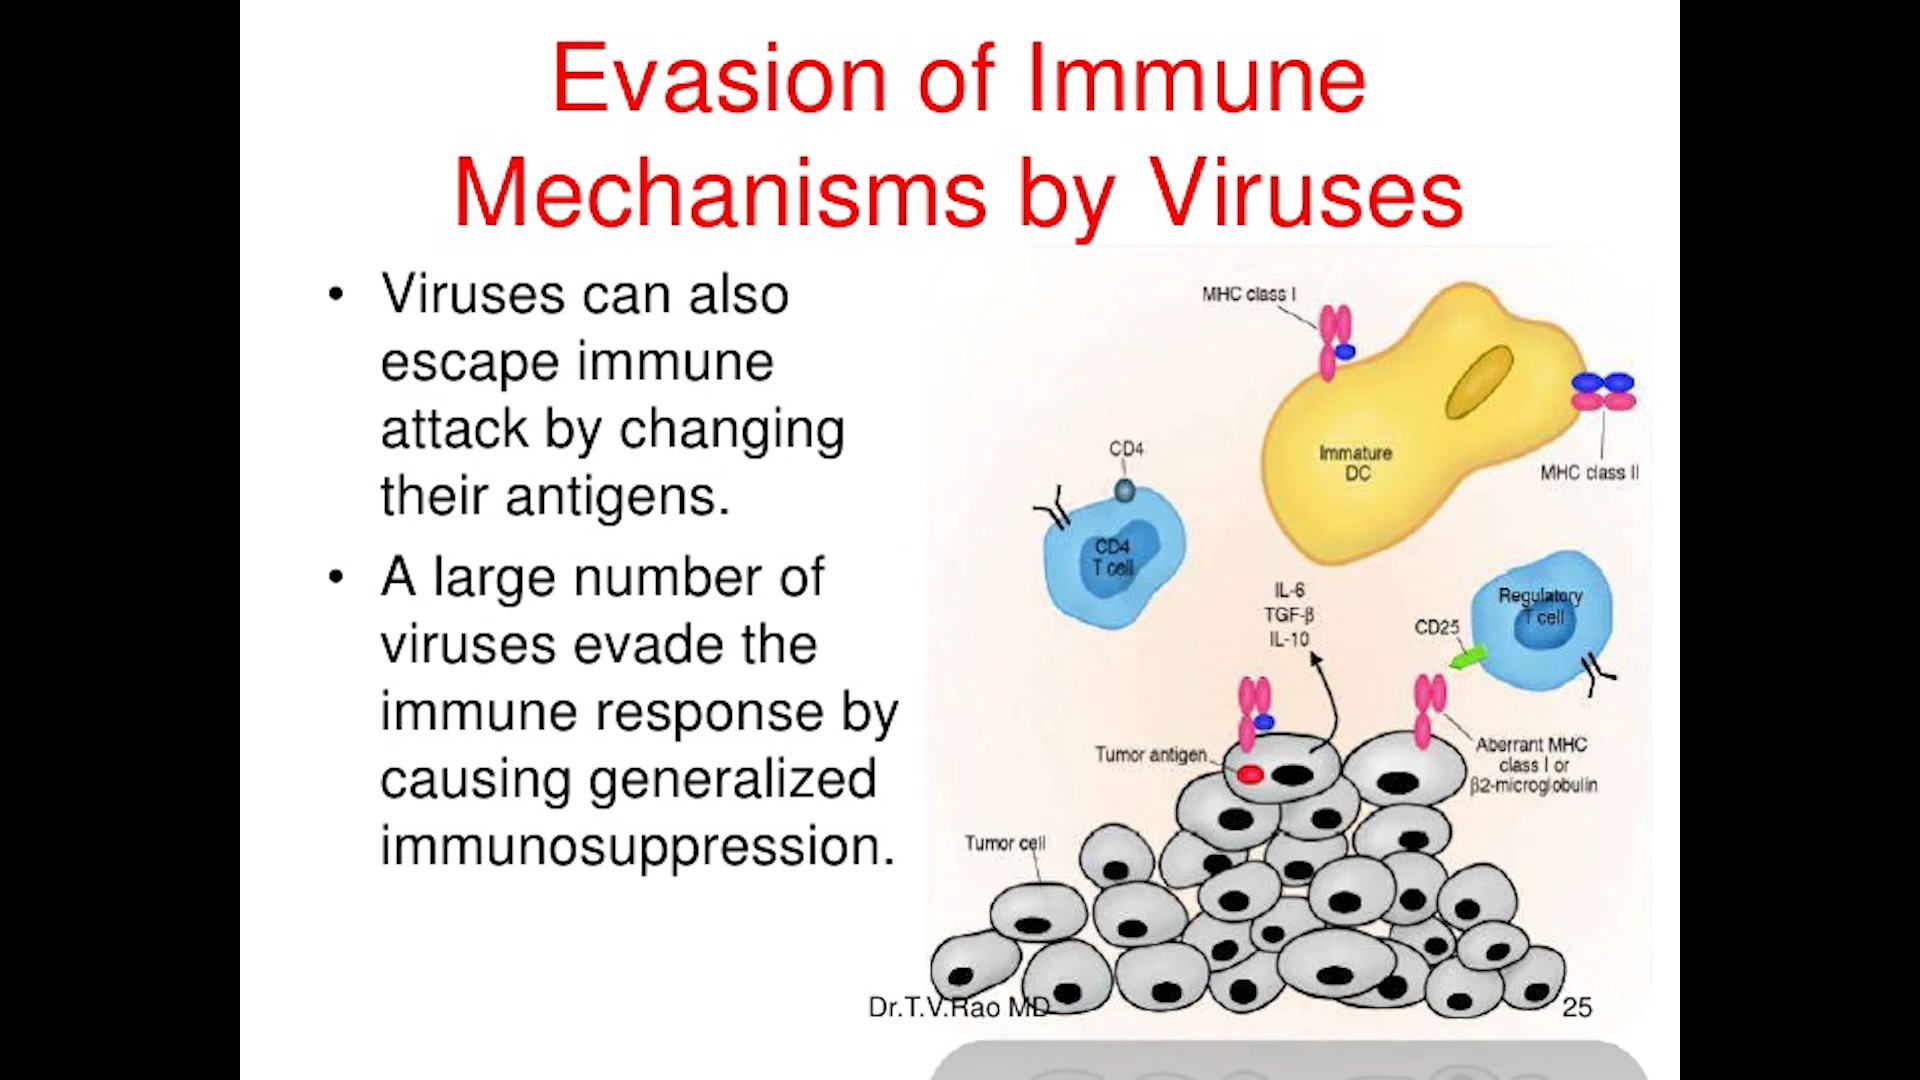 Evasion of Immune
Mechanisms by Viruses
• Viruses can also
escape immune
attack by changing
their antigens.
• A large number of
viruses evade the
immune response by
causing generalized
immunosuppression.
MHC class I
Immature
DC
MHC class II
CD4
CD4
T cell
IL-6
TGF-β
IL-10
Regulatory
T cell
CD25
Tumor antigen
Aberrant MHC
class I or
β2-microglobulin
Tumor cell
Dr.T.V.Rao MD
25